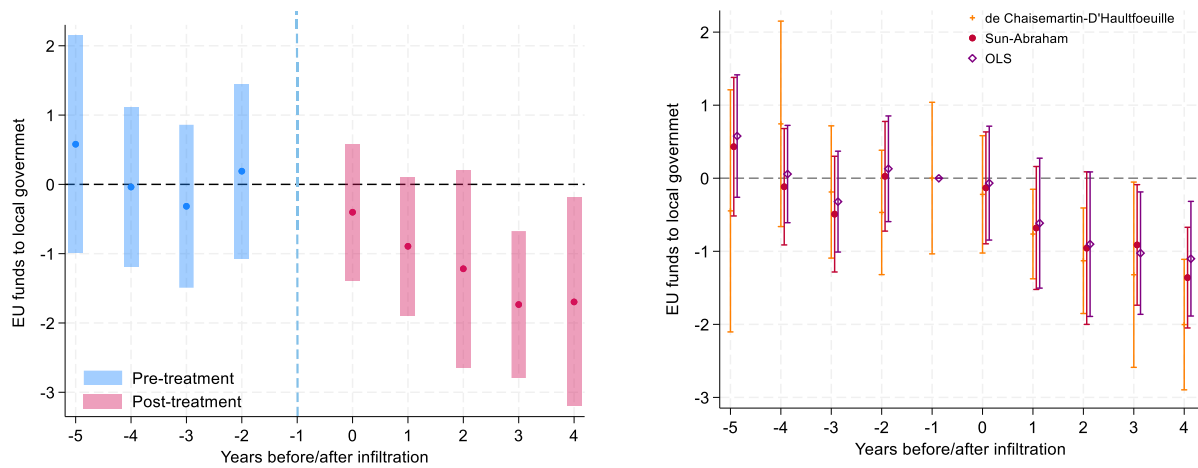 EU funds to local governmet
2
1
0
-1
-2
-3
Pre-treatment
Post-treatment
-5 -4 -3 -2 -1 0 1 2 3 4
Years before/after infiltration
EU funds to local governmet
2
1
0
-1
-2
-3
de Chaisemartin-D'Haultfoeuille
Sun-Abraham
OLS
-5 -4 -3 -2 -1 0 1 2 3 4
Years before/after infiltration